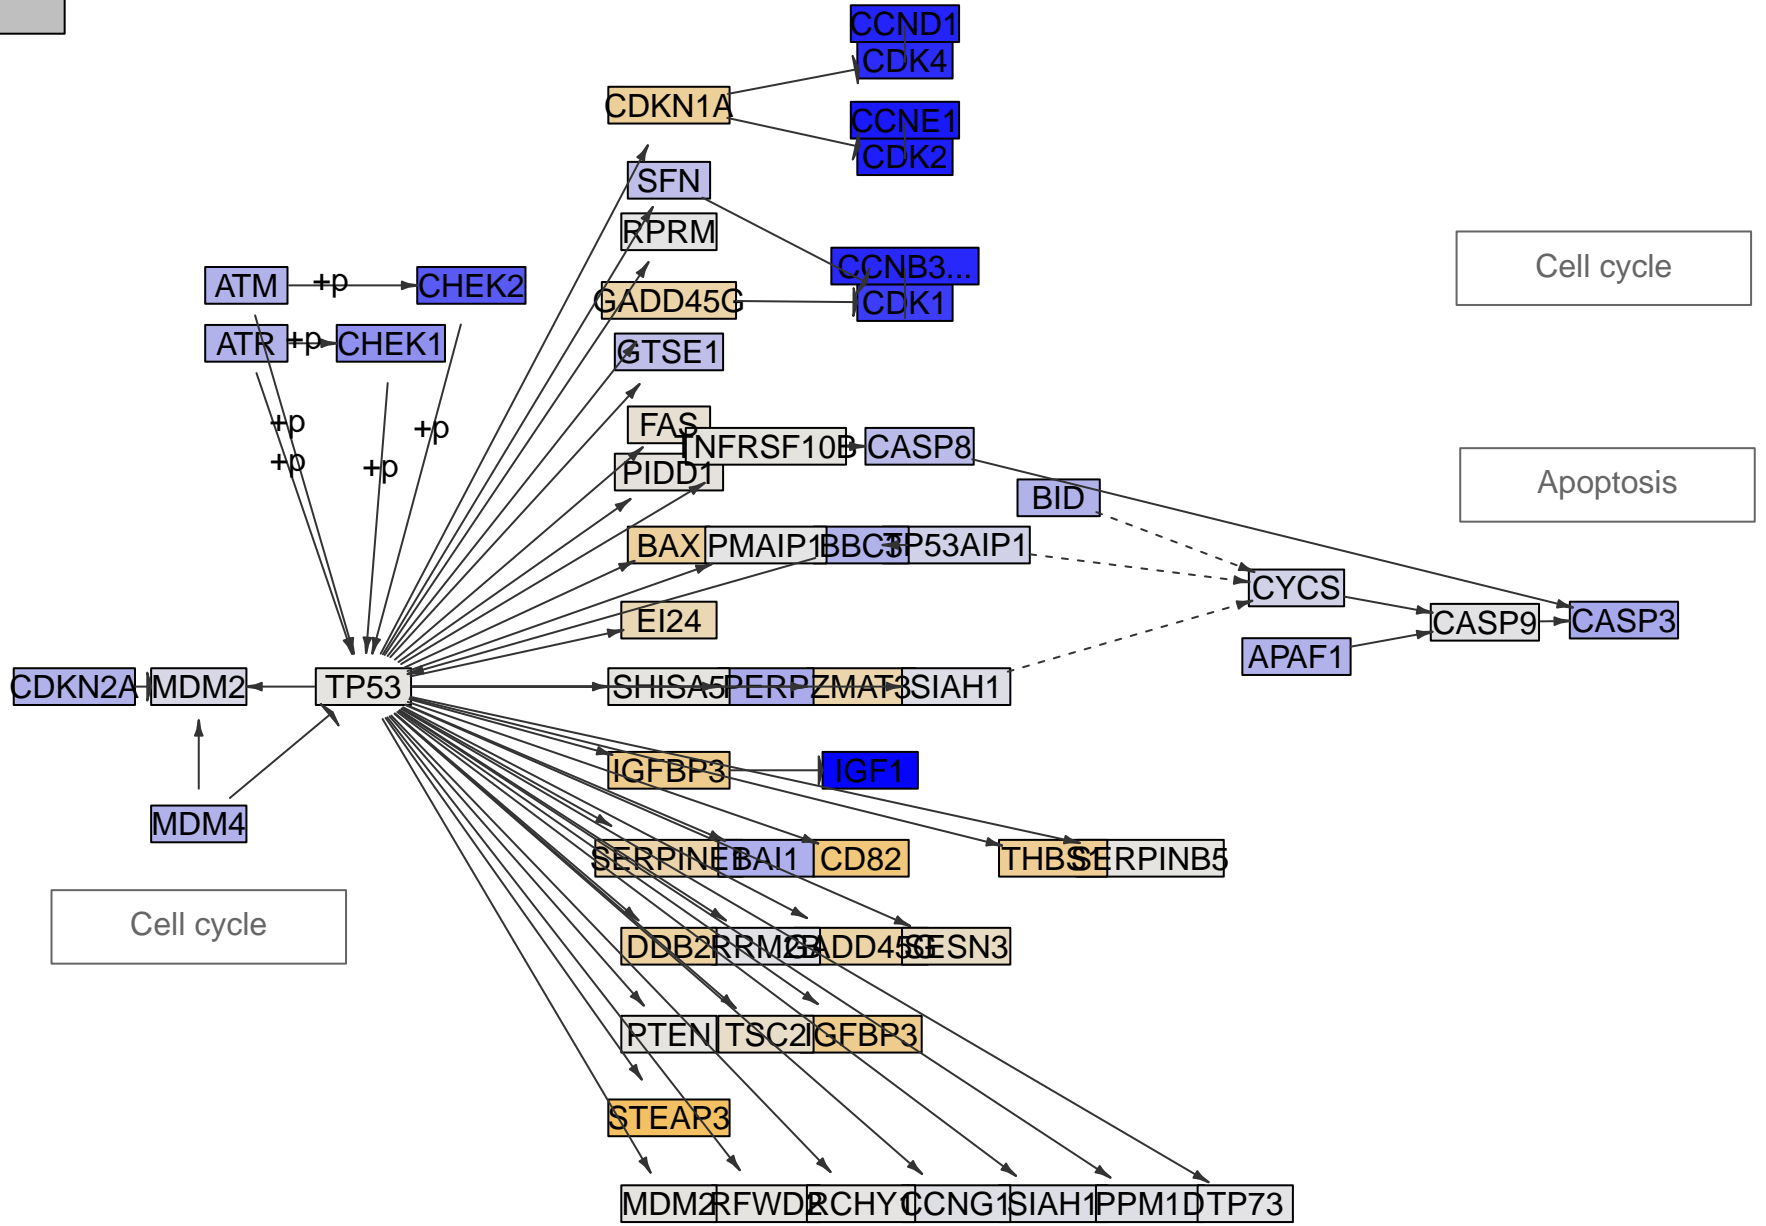 CCND1
CDK4
CDKN1A
CCNE1
CDK2
SFN
RPRM
ATM
+p
CHEK2
GADD45G
CCNB3...
CDK1
Cell cycle
ATR
+p
CHEK1
GTSE1
+p
+p
+p
+p
FAS
TNFRSF10B
CASP8
PIDD1
BID
Apoptosis
BAX
PMAIP1
BBC3
TP53AIP1
CYCS
CASP9
CASP3
EI24
APAF1
CDKN2A
MDM2
TP53
SHISA5
PERP
ZMAT3
SIAH1
IGFBP3
IGF1
MDM4
SERPINE1
BAI1
CD82
THBS1
SERPINB5
Cell cycle
DDB2
RRM2B
GADD45G
SESN3
PTEN
TSC2
IGFBP3
STEAP3
MDM2
RFWD2
RCHY1
CCNG1
SIAH1
PPM1D
TP73